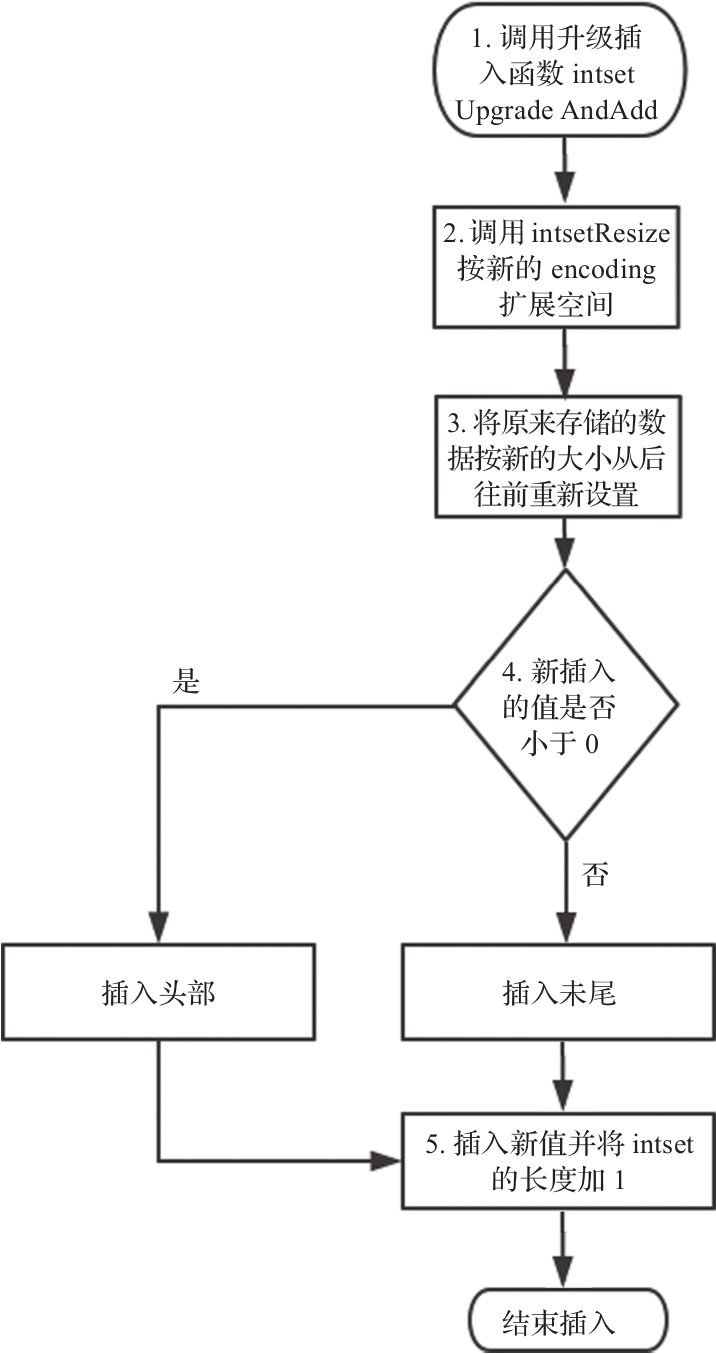 1. 调用升级插
入函数 intset
Upgrade AndAdd
2. 调用 intsetResize
按新的 encoding
扩展空间
3. 将原来存储的数
据按新的大小从后
往前重新设置
4. 新插入
的值是否
小于 0
是
否
插入头部
插入未尾
5. 插入新值并将 intset
的长度加 1
结束插入